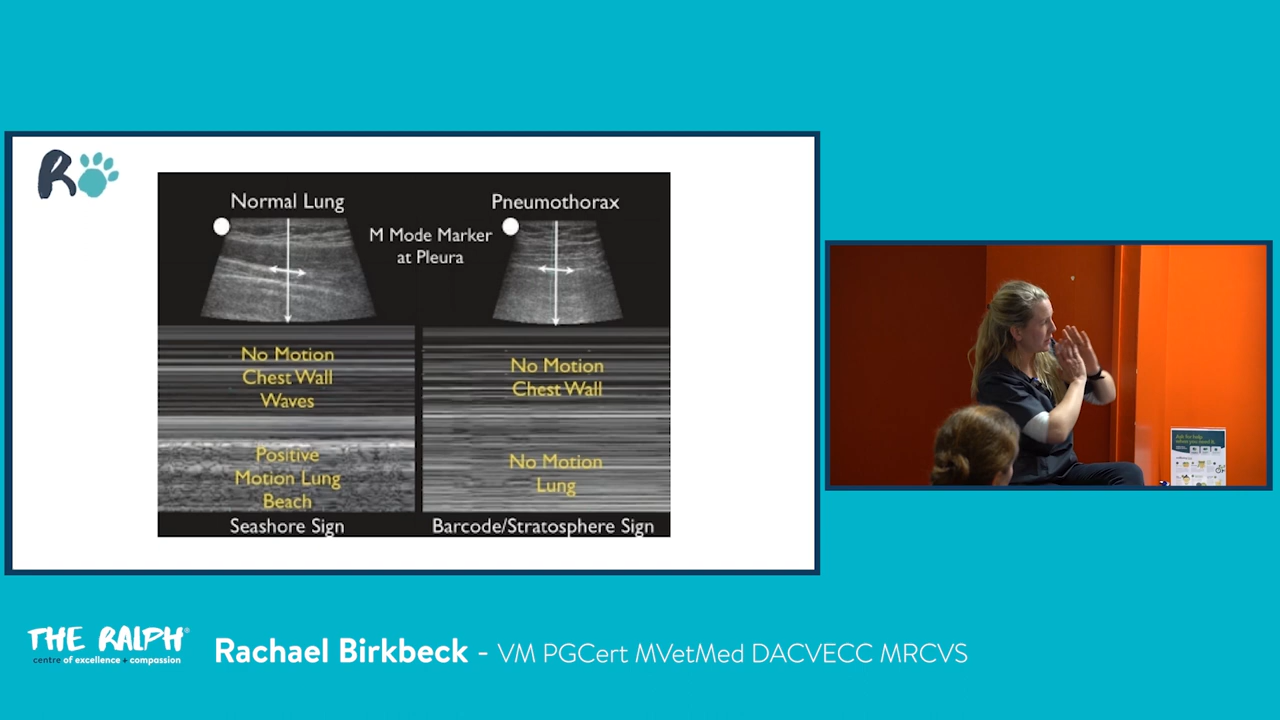 R
Normal Lung
Pneumothorax
M Mode Marker
at Pleura
No Motion
Chest Wall
Waves
Positive
Motion Lung
Beach
Seashore Sign
No Motion
Chest Wall
No Motion
Lung
Barcode/Stratosphere Sign
THE RALPH®
centre of excellence + compassion
Rachael Birkbeck - VM PGCert MVetMed DACVECC MRCVS